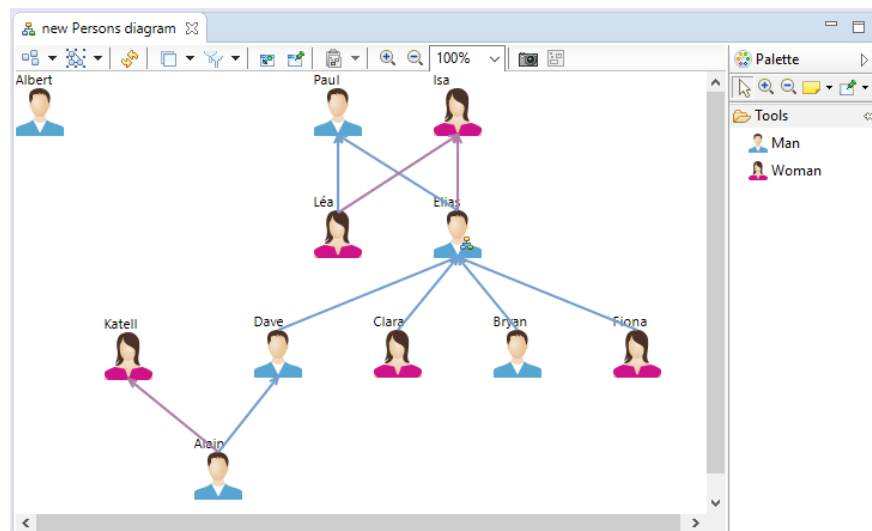 new Persons diagram
100%
Palette
Tools
Man
Woman
Albert
Paul
Isa
Léa
Elias
Katell
Dave
Clara
Bryan
Fiona
Alain